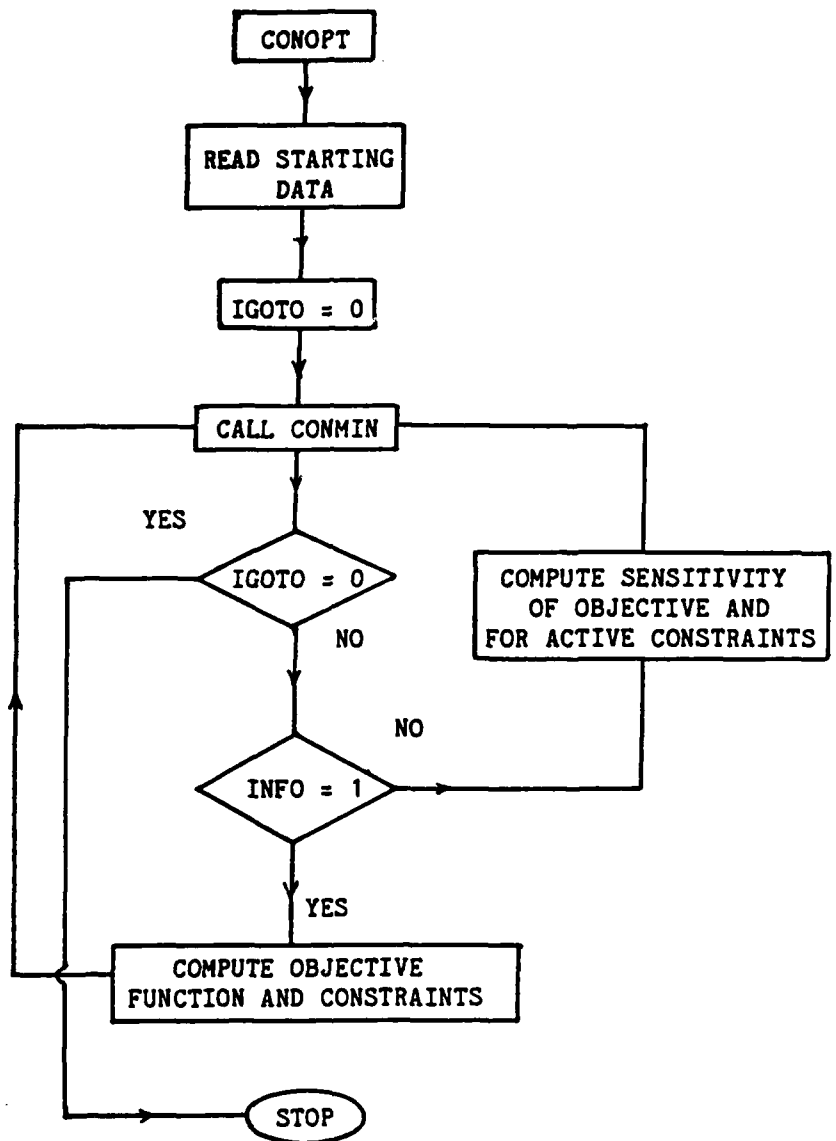 CONOPT
READ STARTING
DATA
IGOTO = 0
CALL CONMIN
YES
IGOTO = 0
NO
COMPUTE SENSITIVITY
OF OBJECTIVE AND
FOR ACTIVE CONSTRAINTS
NO
INFO = 1
YES
COMPUTE OBJECTIVE
FUNCTION AND CONSTRAINTS
STOP